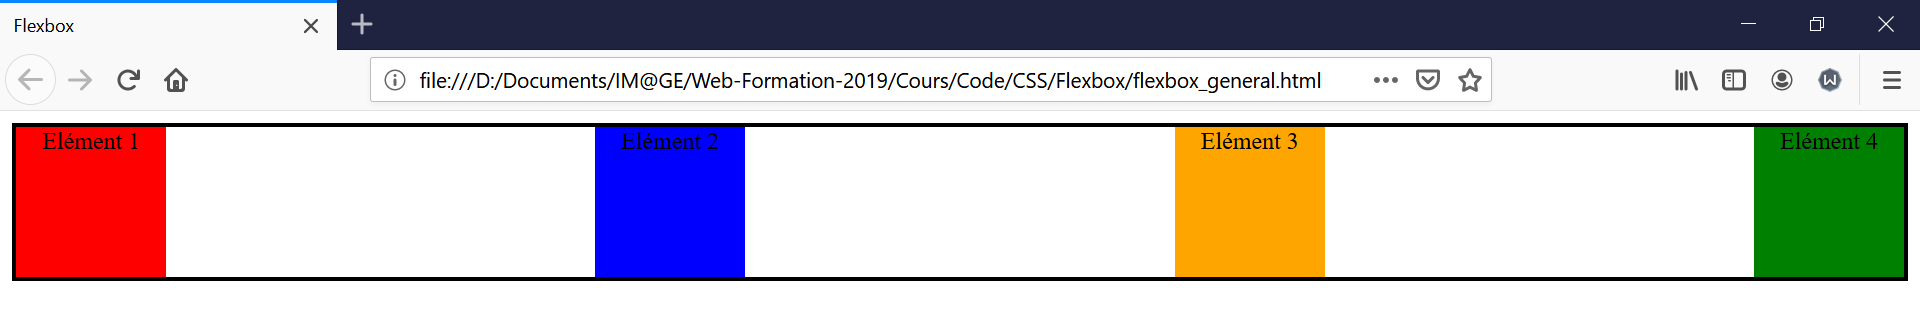 Flexbox
file:///D:/Documents/IM@GE/Web-Formation-2019/Cours/Code/CSS/Flexbox/flexbox_general.html
Elément 1
Elément 2
Elément 3
Elément 4